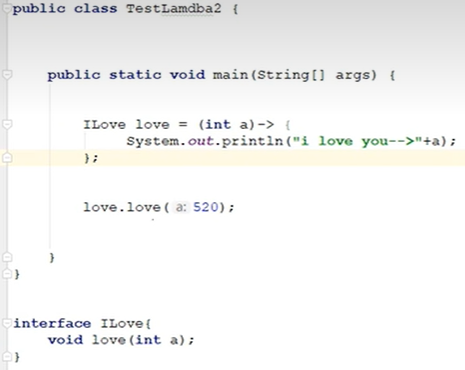 public class TestLamdba2 {
public static void main(String[] args) {
ILove love = (int a)-> {
System.out.println("i love you-->"+a);
};
love.love( a: 520);
}
}
interface ILove{
void love(int a);
}